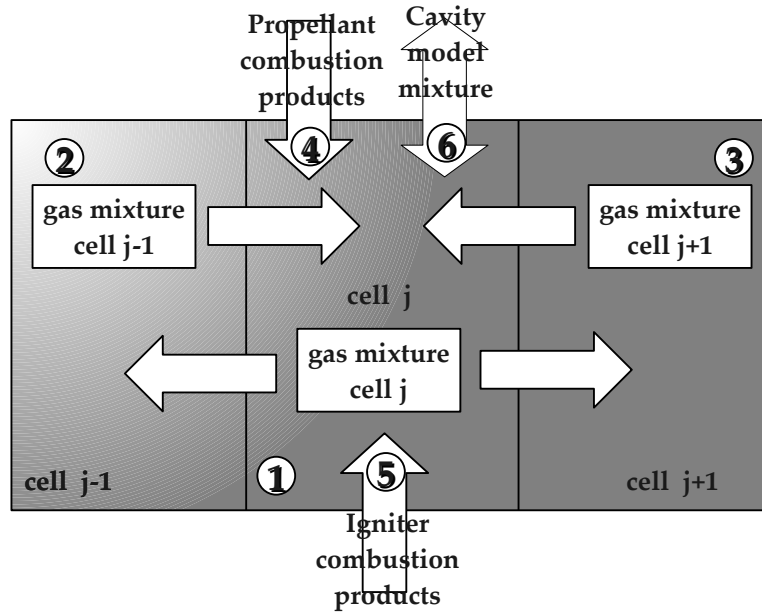 Propellant
combustion
products
Cavity
model
mixture
4
6
2
3
gas mixture
cell j-1
gas mixture
cell j+1
cell j
gas mixture
cell j
cell j-1
1
5
cell j+1
Igniter
combustion
products